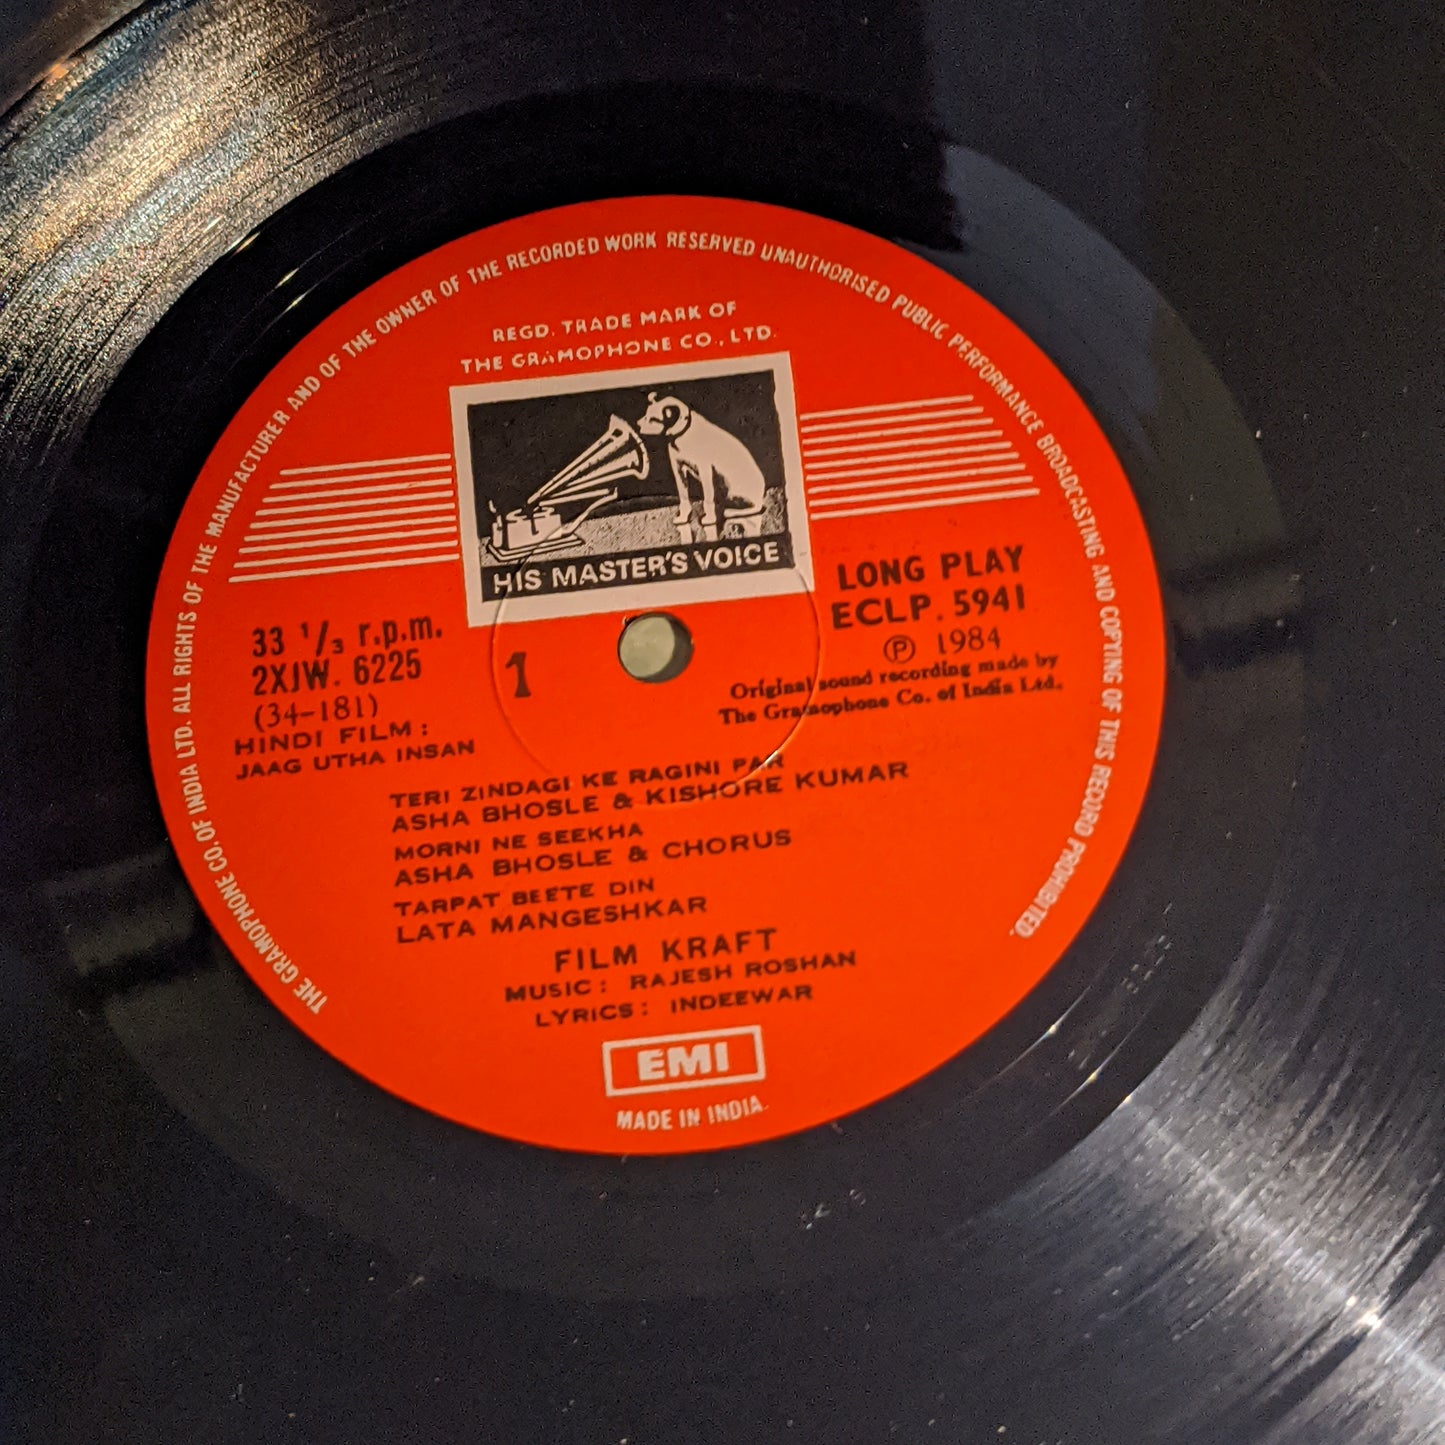 THE GRAMOPHONE CO. OF INDIA LTD. ALL RIGHTS OF THE MANUFACTURER AND OF THE OWNER OF THE RECORDED WORK RESERVED UNAUTHORISED PUBLIC PERFORMANCE BROADCASTING AND COPYING OF THIS RECORD PROHIBITED.
REGD. TRADE MARK OF
THE GRAMOPHONE CO., LTD.
HIS MASTER'S VOICE
LONG PLAY
ECLP. 5941
℗ 1984
Original sound recording made by
The Gramophone Co. of India Ltd.
33 1/3 r.p.m.
2XJW. 6225
(34-181)
1
HINDI FILM :
JAAG UTHA INSAN
TERI ZINDAGI KE RAGINI PAR
ASHA BHOSLE & KISHORE KUMAR
MORNI NE SEEKHA
ASHA BHOSLE & CHORUS
TARPAT BEETE DIN
LATA MANGESHKAR
FILM KRAFT
MUSIC : RAJESH ROSHAN
LYRICS : INDEEWAR
EMI
MADE IN INDIA